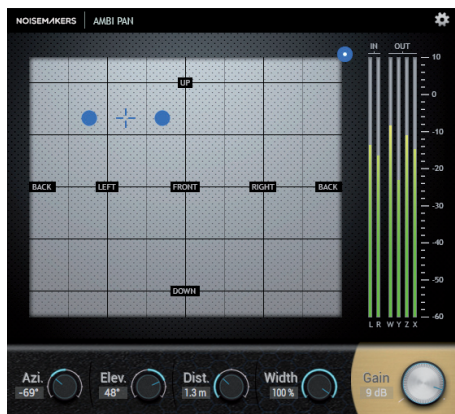 NOISEMAKERS AMBI PAN
IN OUT
10
UP
0
-10
BACK LEFT FRONT RIGHT BACK
-20
-30
-40
DOWN
-50
-60
L R W Y Z X
Azi. Elev. Dist. Width Gain
-69° 48° 1.3 m 100 % 9 dB